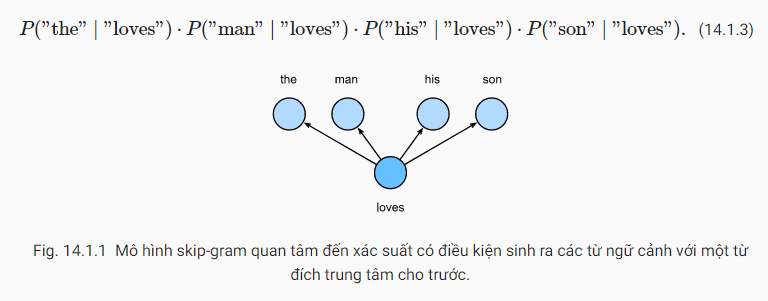 P(”the” | ”loves”) · P(”man” | ”loves”) · P(”his” | ”loves”) · P(”son” | ”loves”). (14.1.3)
the man his son
loves
Fig. 14.1.1 Mô hình skip-gram quan tâm đến xác suất có điều kiện sinh ra các từ ngữ cảnh với một từ
đích trung tâm cho trước.